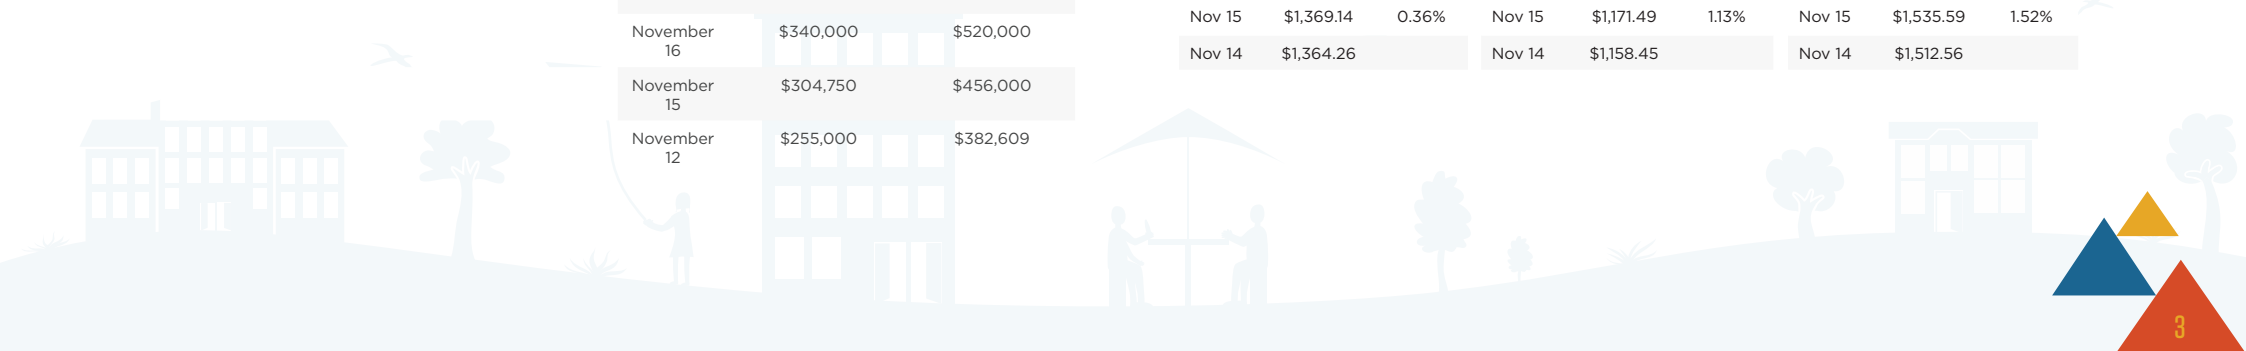 November 16 $340,000 $520,000
November 15 $304,750 $456,000
November 12 $255,000 $382,609
Nov 15 $1,369.14 0.36%
Nov 14 $1,364.26
Nov 15 $1,171.49 1.13%
Nov 14 $1,158.45
Nov 15 $1,535.59 1.52%
Nov 14 $1,512.56
3